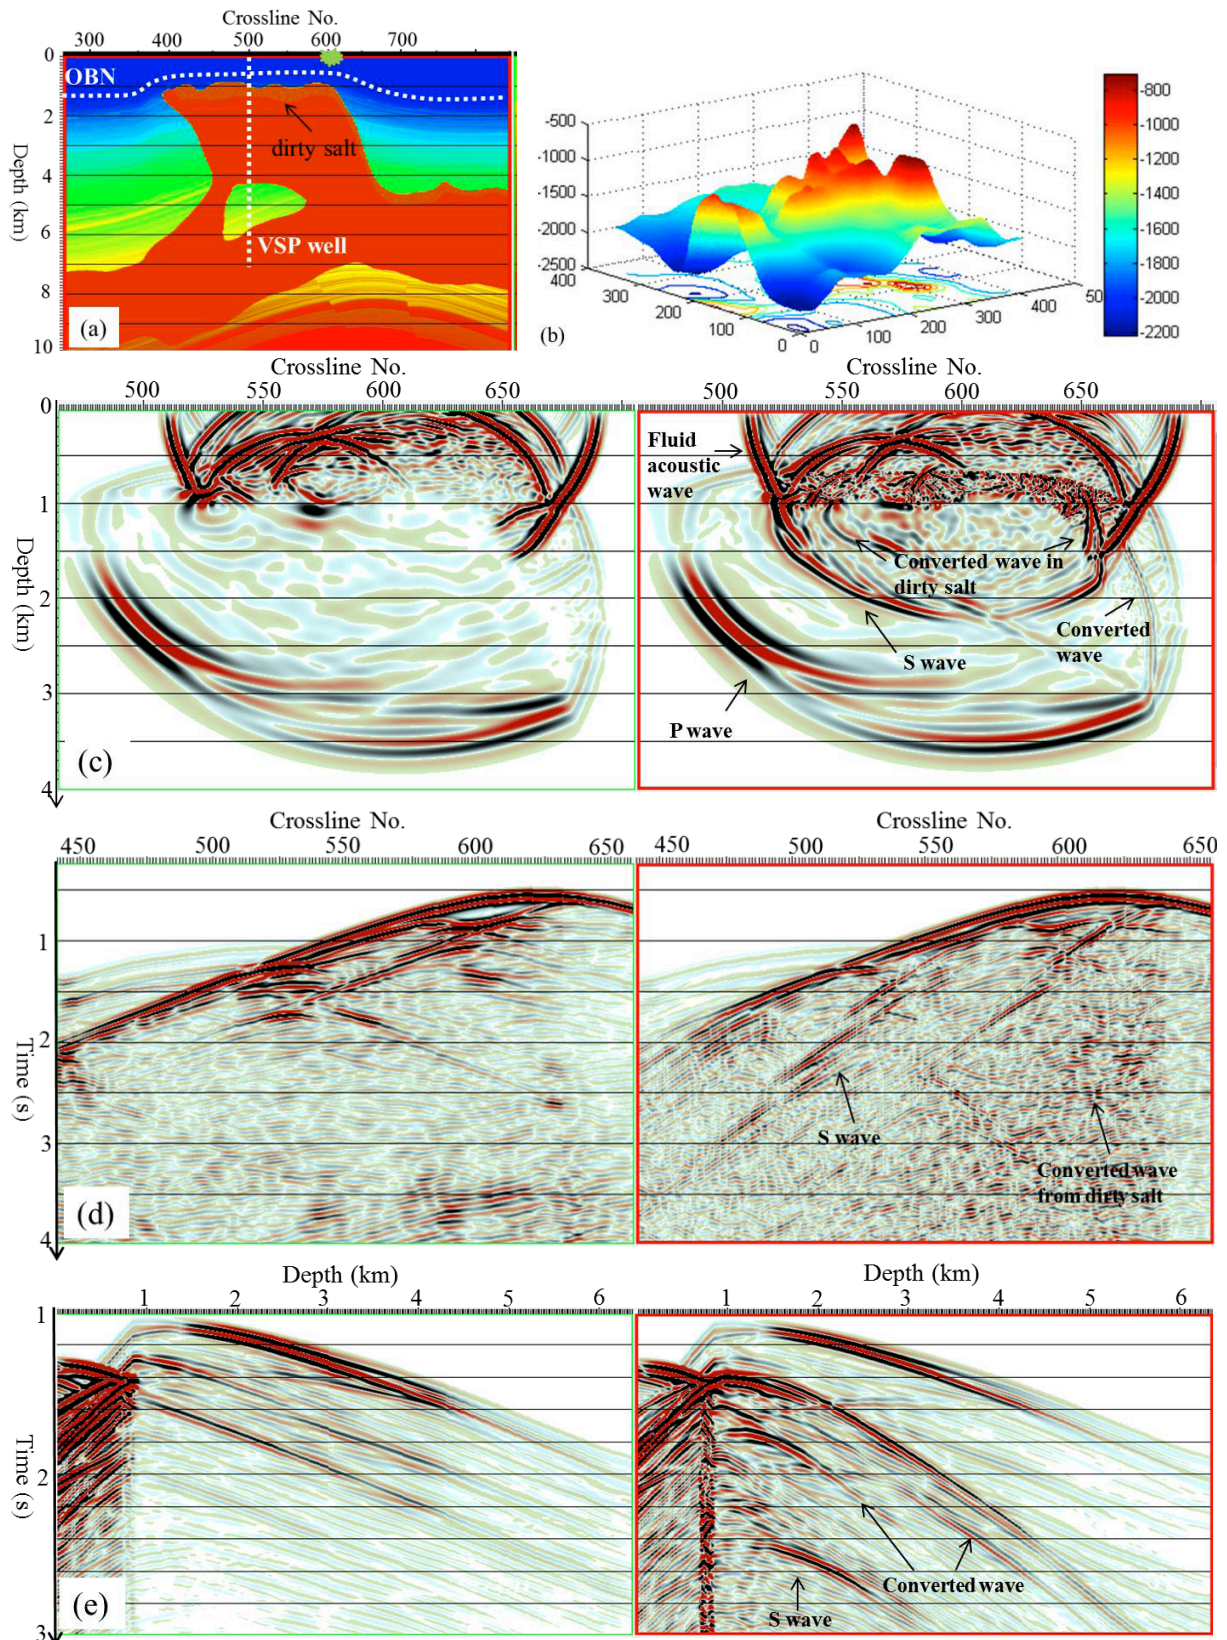 Crossline No.
300 400 500 600 700
0
OBN
2
dirty salt
4
6
VSP well
8
10
Depth (km)
(a)
-500
-1000
-1500
-2000
-2500
400
300
200
100
0
0
100
200
300
400
50
-800
-1000
-1200
-1400
-1600
-1800
-2000
-2200
(b)
Crossline No.
500 550 600 650
0
1
2
3
4
Depth (km)
(c)
Crossline No.
500 550 600 650
Fluid
acoustic
wave
Converted wave in
dirty salt
Converted
wave
S wave
P wave
Crossline No.
450 500 550 600 650
1
2
3
4
Time (s)
(d)
Crossline No.
450 500 550 600 650
S wave
Converted wave
from dirty salt
Depth (km)
1 2 3 4 5 6
1
2
3
Time (s)
(e)
Depth (km)
1 2 3 4 5 6
Converted wave
S wave